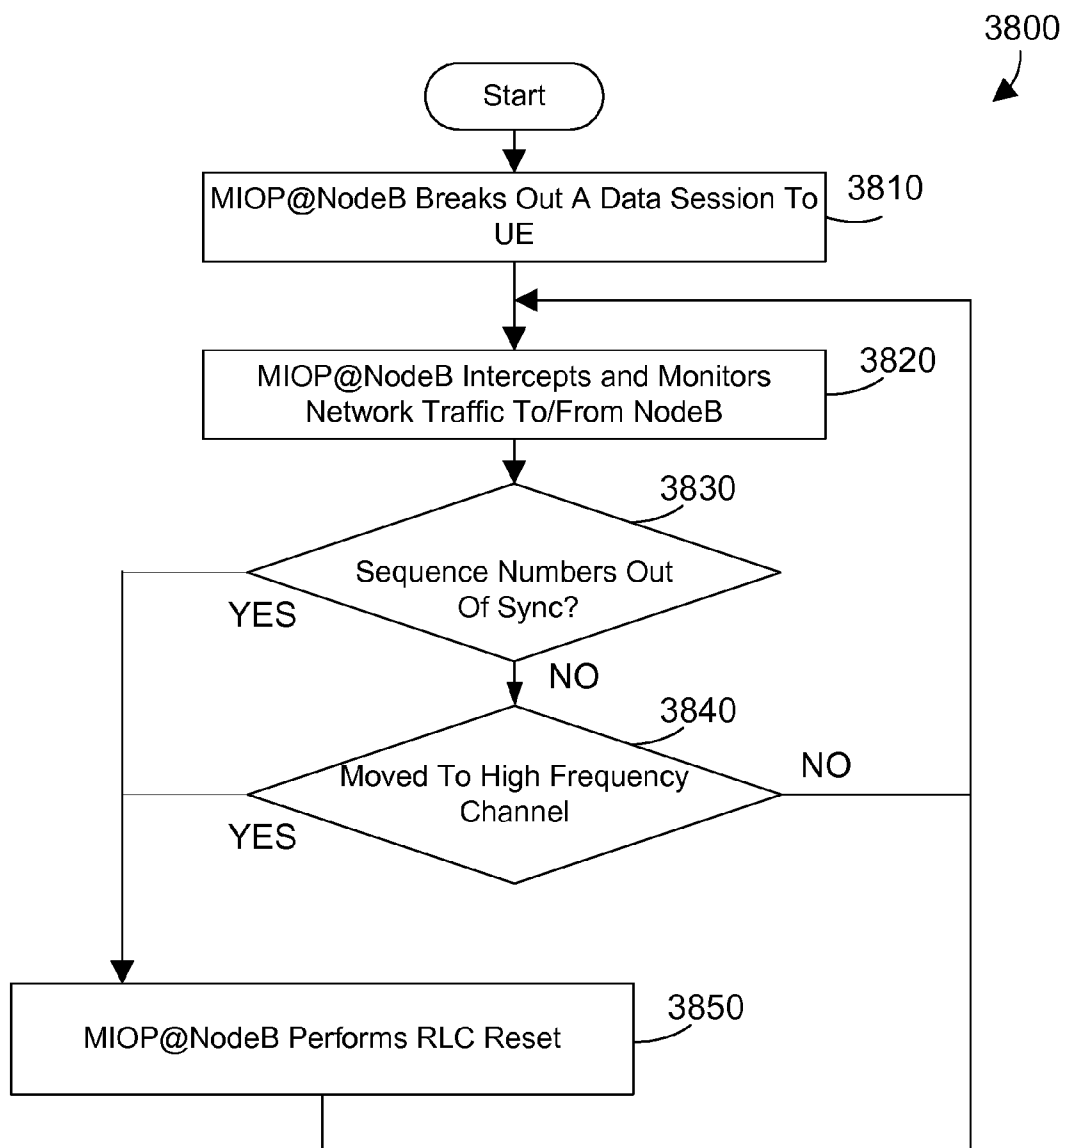 3800
Start
MIOP@NodeB Breaks Out A Data Session To
UE
3810
MIOP@NodeB Intercepts and Monitors
Network Traffic To/From NodeB
3820
3830
Sequence Numbers Out
Of Sync?
YES
NO
3840
Moved To High Frequency
Channel
NO
YES
3850
MIOP@NodeB Performs RLC Reset